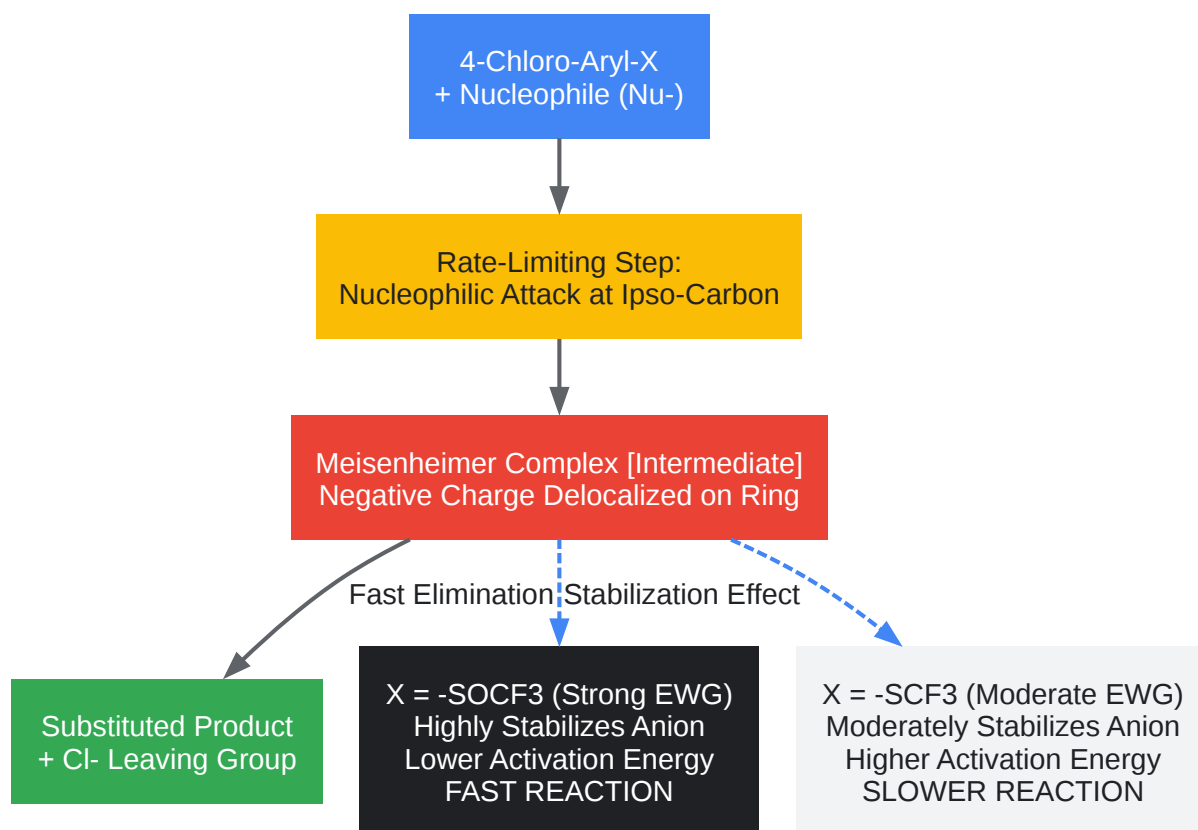 4-Chloro-Aryl-X
+ Nucleophile (Nu-)
Rate-Limiting Step:
Nucleophilic Attack at Ipso-Carbon
Meisenheimer Complex [Intermediate]
Negative Charge Delocalized on Ring
Fast Elimination
Stabilization Effect
Substituted Product
+ Cl- Leaving Group
X = -SOCF3 (Strong EWG)
Highly Stabilizes Anion
Lower Activation Energy
FAST REACTION
X = -SCF3 (Moderate EWG)
Moderately Stabilizes Anion
Higher Activation Energy
SLOWER REACTION